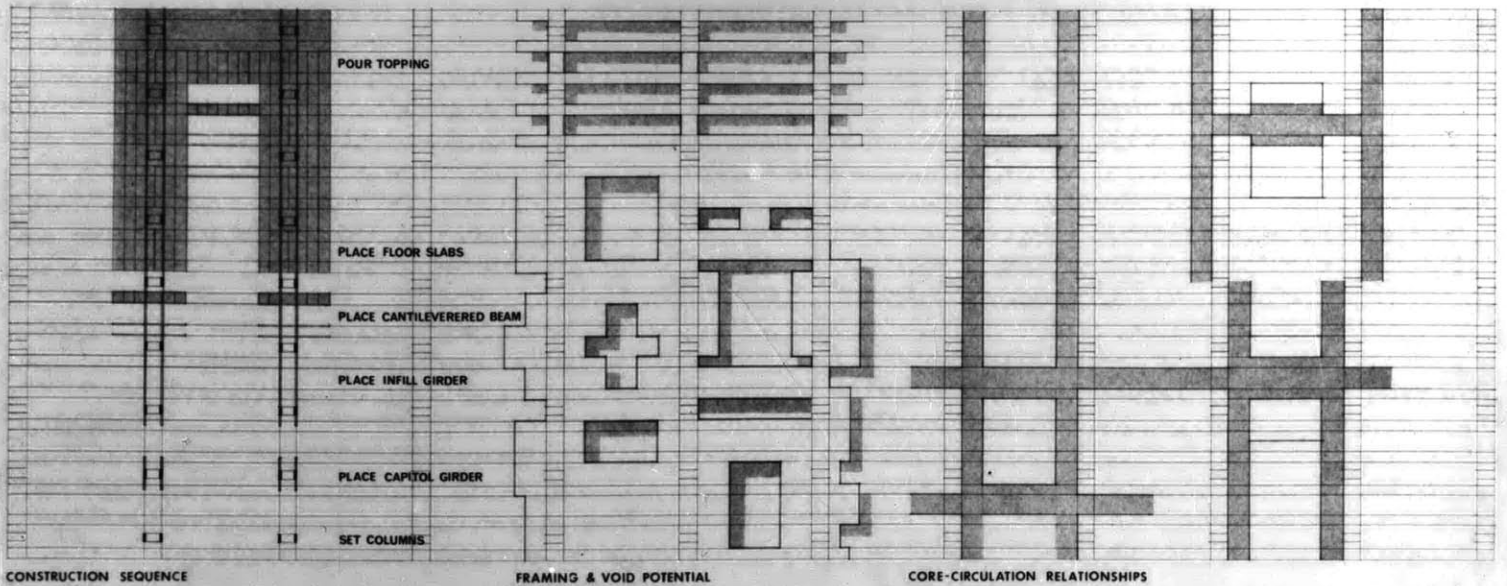 POUR TOPPING
PLACE FLOOR SLABS
PLACE CANTILEVERERED BEAM
PLACE INFILL GIRDER
PLACE CAPITOL GIRDER
SET COLUMNS
CONSTRUCTION SEQUENCE
FRAMING & VOID POTENTIAL
CORE-CIRCULATION RELATIONSHIPS